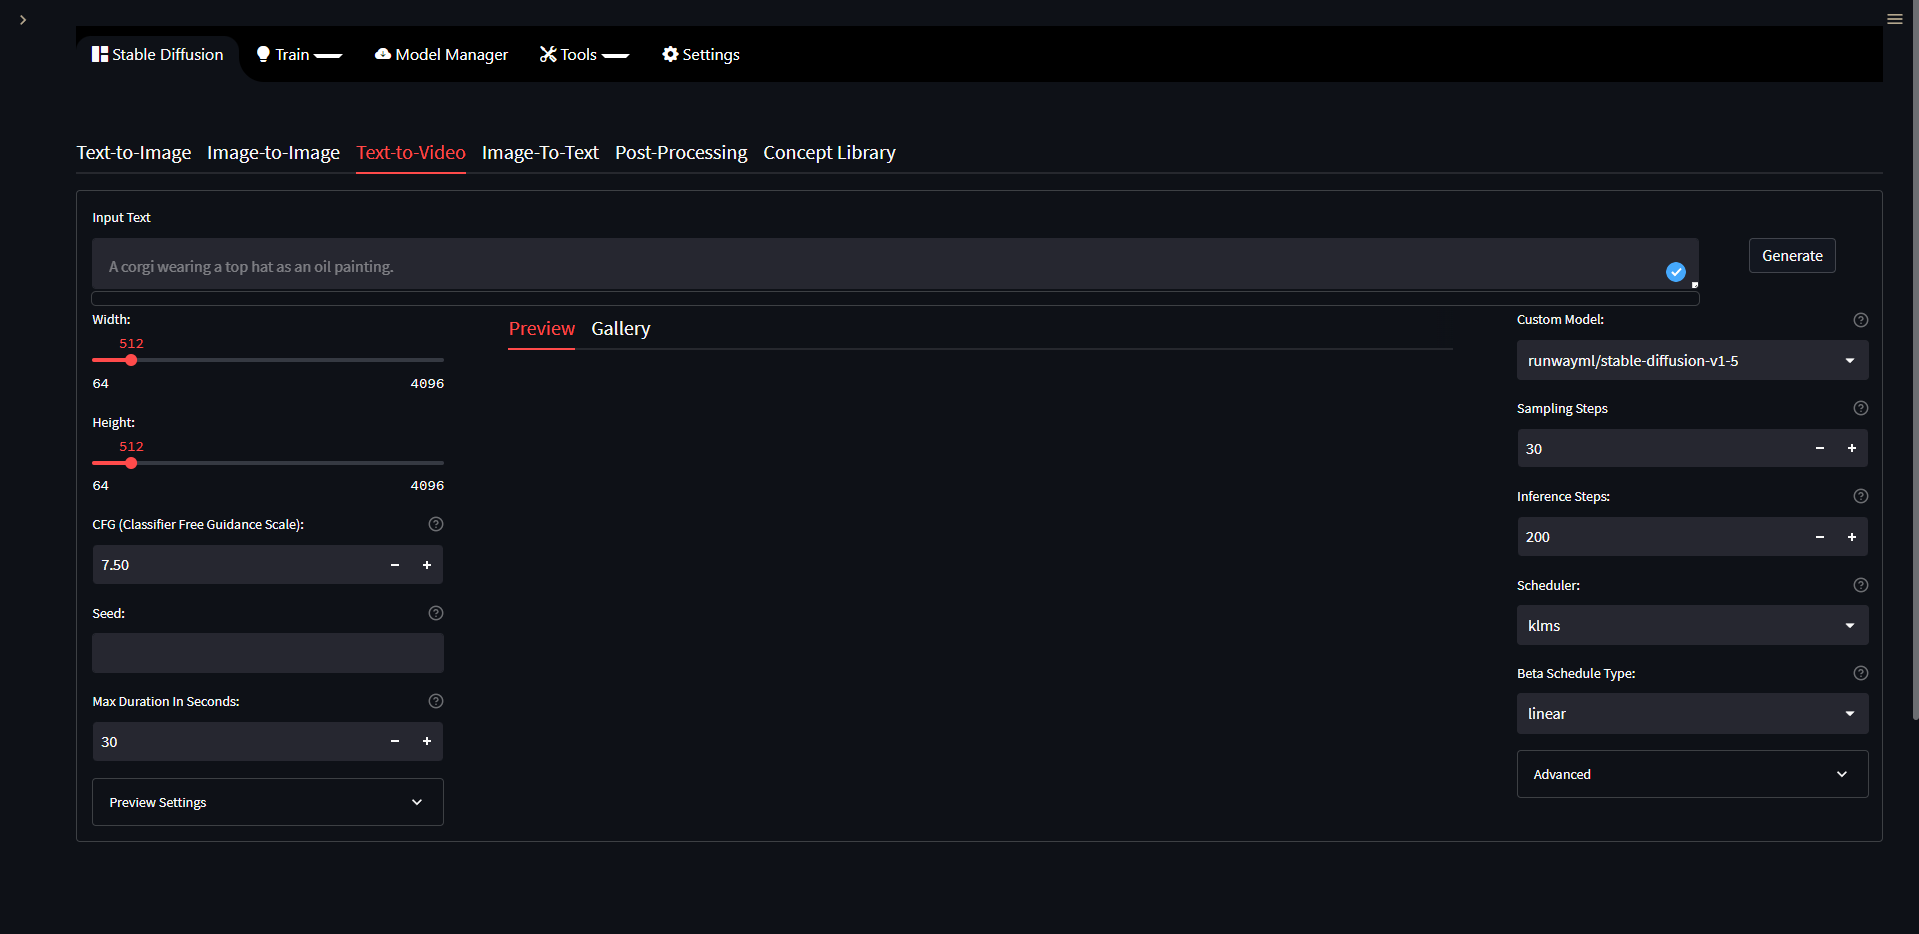 Stable Diffusion Train Model Manager Tools Settings
Text-to-Image Image-to-Image Text-to-Video Image-To-Text Post-Processing Concept Library
Input Text
A corgi wearing a top hat as an oil painting.
Generate
Width:
512
64 4096
Height:
512
64 4096
CFG (Classifier Free Guidance Scale):
7.50
Seed:
Max Duration In Seconds:
30
Preview Settings
Preview Gallery
Custom Model:
runwayml/stable-diffusion-v1-5
Sampling Steps
30
Inference Steps:
200
Scheduler:
klms
Beta Schedule Type:
linear
Advanced